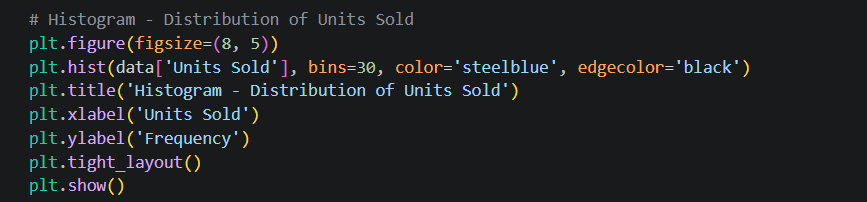 # Histogram - Distribution of Units Sold
plt.figure(figsize=(8, 5))
plt.hist(data['Units Sold'], bins=30, color='steelblue', edgecolor='black')
plt.title('Histogram - Distribution of Units Sold')
plt.xlabel('Units Sold')
plt.ylabel('Frequency')
plt.tight_layout()
plt.show()